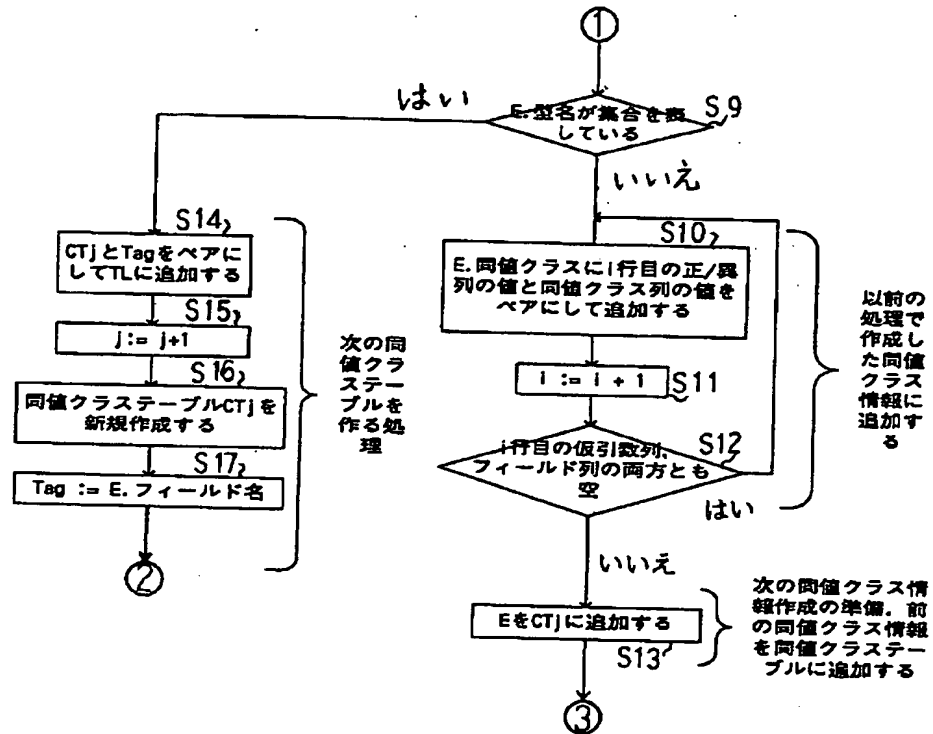 ①
はい
E.型名が集合を表
している
S9
いいえ
S14
CTjとTagをペアに
してTLに追加する
S15
j:= j+1
S16
同値クラステーブルCTjを
新規作成する
S17
Tag := E.フィールド名
②
次の同
値クラ
ステー
ブルを
作る処
理
S10
E.同値クラスにi行目の正/異
列の値と同値クラス列の値を
ペアにして追加する
i := i + 1
S11
i行目の仮引数列、
フィールド列の両方とも
空
S12
はい
以前の
処理で
作成し
た同値
クラス
情報に
追加す
る
いいえ
EをCTjに追加する
S13
次の同値クラス情
報作成の準備．前
の同値クラス情報
を同値クラステー
ブルに追加する
③